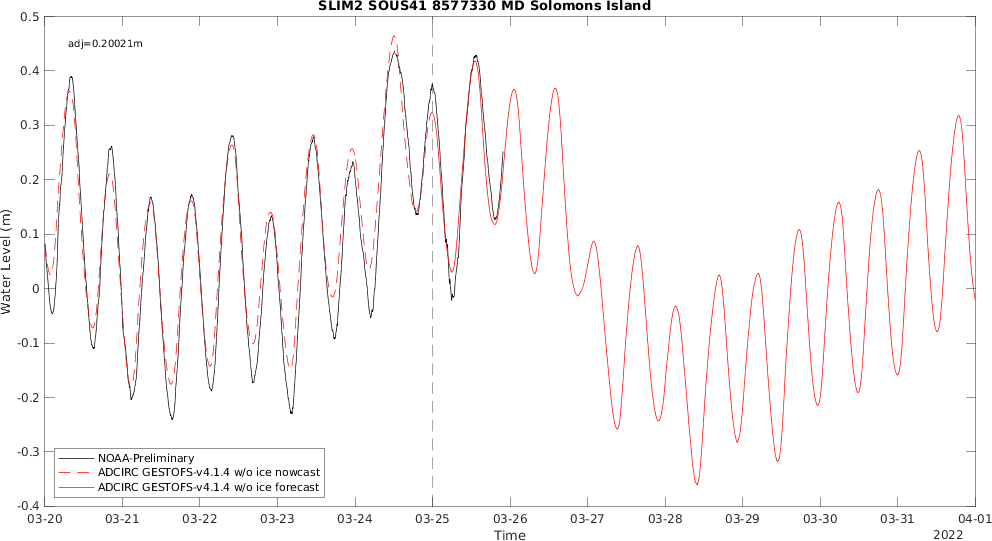 SLIM2 SOUS41 8577330 MD Solomons Island
adj=0.20021m
Water Level (m)
0.5
0.4
0.3
0.2
0.1
0
-0.1
-0.2
-0.3
-0.4
NOAA-Preliminary
ADCIRC GESTOFS-v4.1.4 w/o ice nowcast
ADCIRC GESTOFS-v4.1.4 w/o ice forecast
03-20 03-21 03-22 03-23 03-24 03-25 03-26 03-27 03-28 03-29 03-30 03-31 04-01
Time
2022